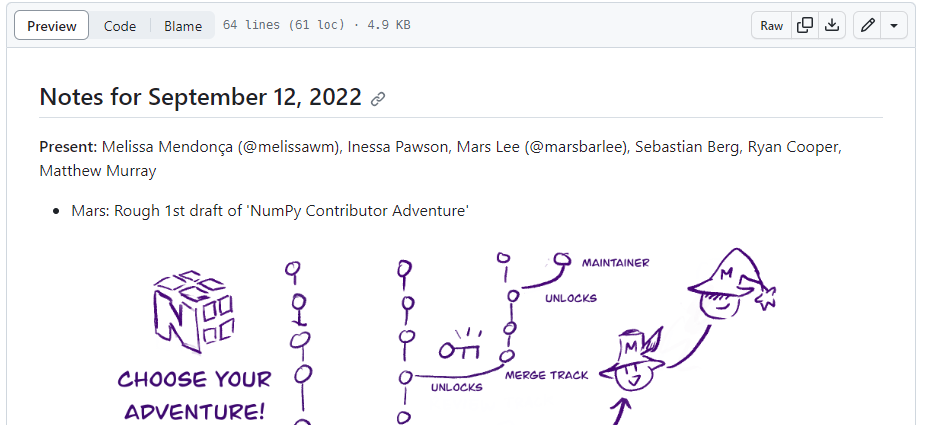 Preview Code Blame 64 lines (61 loc) · 4.9 KB Raw
Notes for September 12, 2022
Present: Melissa Mendonça (@melissawm), Inessa Pawson, Mars Lee (@marsbarlee), Sebastian Berg, Ryan Cooper,
Matthew Murray
• Mars: Rough 1st draft of 'NumPy Contributor Adventure'
N
CHOOSE YOUR
ADVENTURE!
UNLOCKS
MERGE TRACK
UNLOCKS
MAINTAINER
M
M